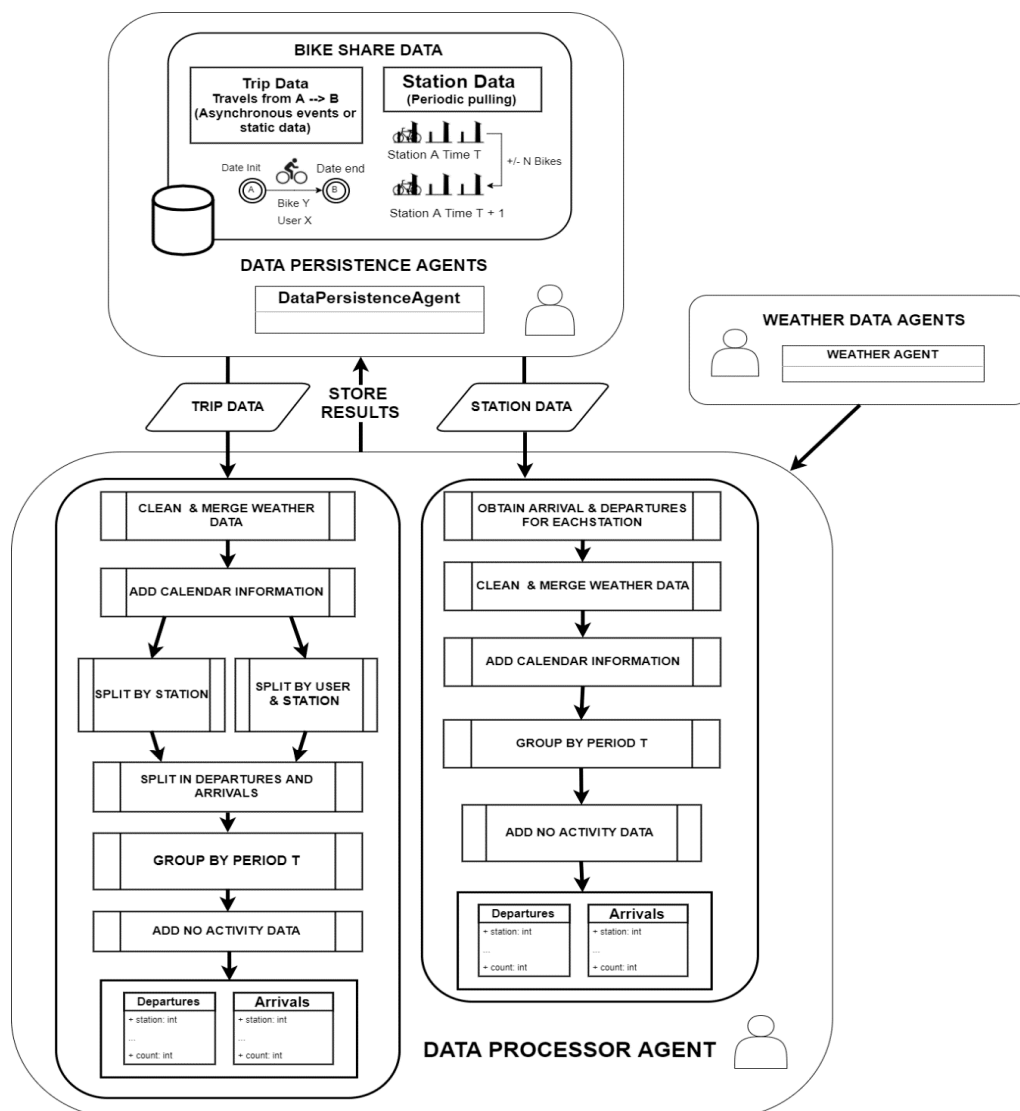 BIKE SHARE DATA
Trip Data
Travels from A --> B
(Asynchronous events or
static data)
Station Data
(Periodic pulling)
Station A Time T
+/- N Bikes
Station A Time T + 1
Date Init
Date end
A
B
Bike Y
User X
DATA PERSISTENCE AGENTS
DataPersistenceAgent
WEATHER DATA AGENTS
WEATHER AGENT
TRIP DATA
STORE
RESULTS
STATION DATA
CLEAN & MERGE WEATHER
DATA
ADD CALENDAR INFORMATION
SPLIT BY STATION
SPLIT BY USER
& STATION
SPLIT IN DEPARTURES AND
ARRIVALS
GROUP BY PERIOD T
ADD NO ACTIVITY DATA
Departures
+ station: int
...
+ count: int
Arrivals
+ station: int
...
+ count: int
OBTAIN ARRIVAL & DEPARTURES
FOR EACHSTATION
CLEAN & MERGE WEATHER DATA
ADD CALENDAR INFORMATION
GROUP BY PERIOD T
ADD NO ACTIVITY DATA
Departures
+ station: int
...
+ count: int
Arrivals
+ station: int
...
+ count: int
DATA PROCESSOR AGENT